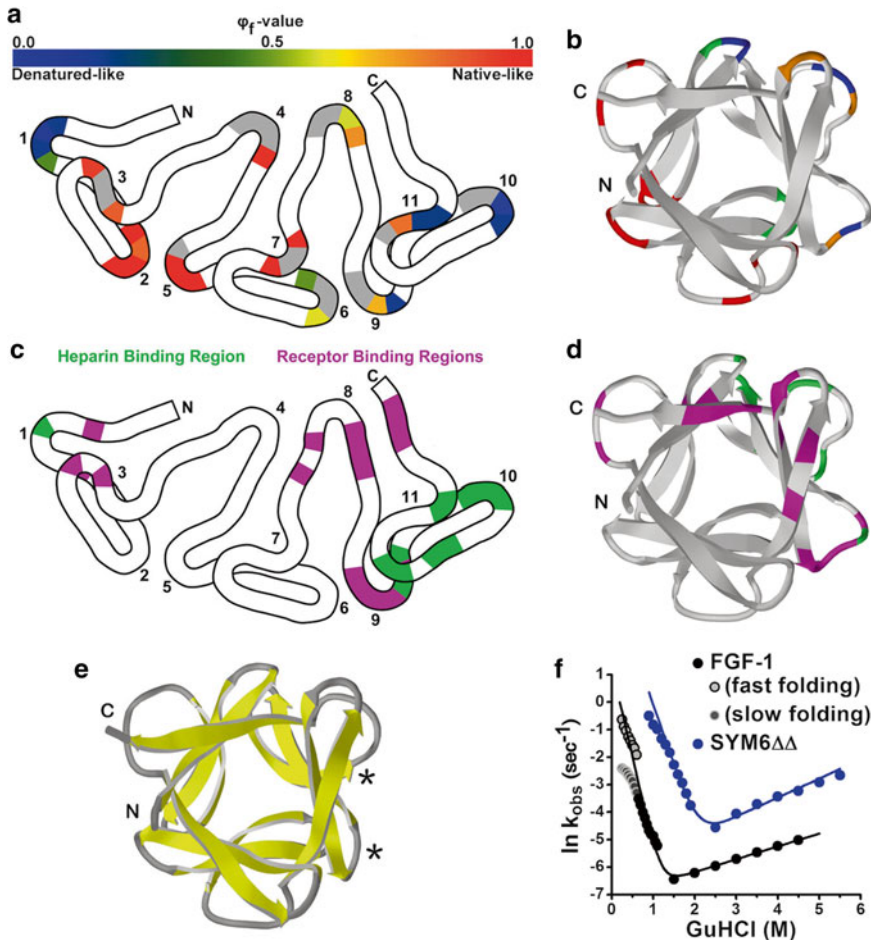 a
φf-value
0.0 0.5 1.0
Denatured-like Native-like
N
C
1
2
3
4
5
6
7
8
9
10
11
b
C
N
c
Heparin Binding Region Receptor Binding Regions
N
C
1
2
3
4
5
6
7
8
9
10
11
d
C
N
e
C
N
*
*
f
FGF-1
(fast folding)
(slow folding)
SYM6ΔΔ
ln kobs (sec-1)
1
0
-1
-2
-3
-4
-5
-6
-7
0 1 2 3 4 5 6
GuHCl (M)